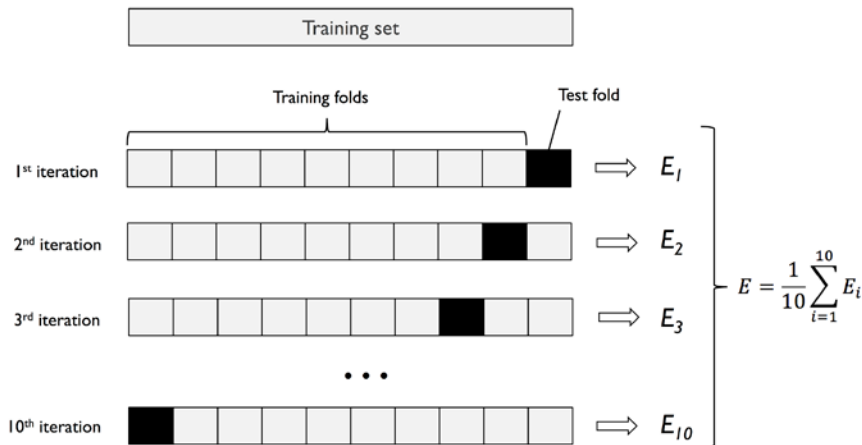 Training set
Training folds
Test fold
1st iteration
E1
2nd iteration
E2
E = 1/10 ∑ i=1 10 Ei
3rd iteration
E3
• • •
10th iteration
E10